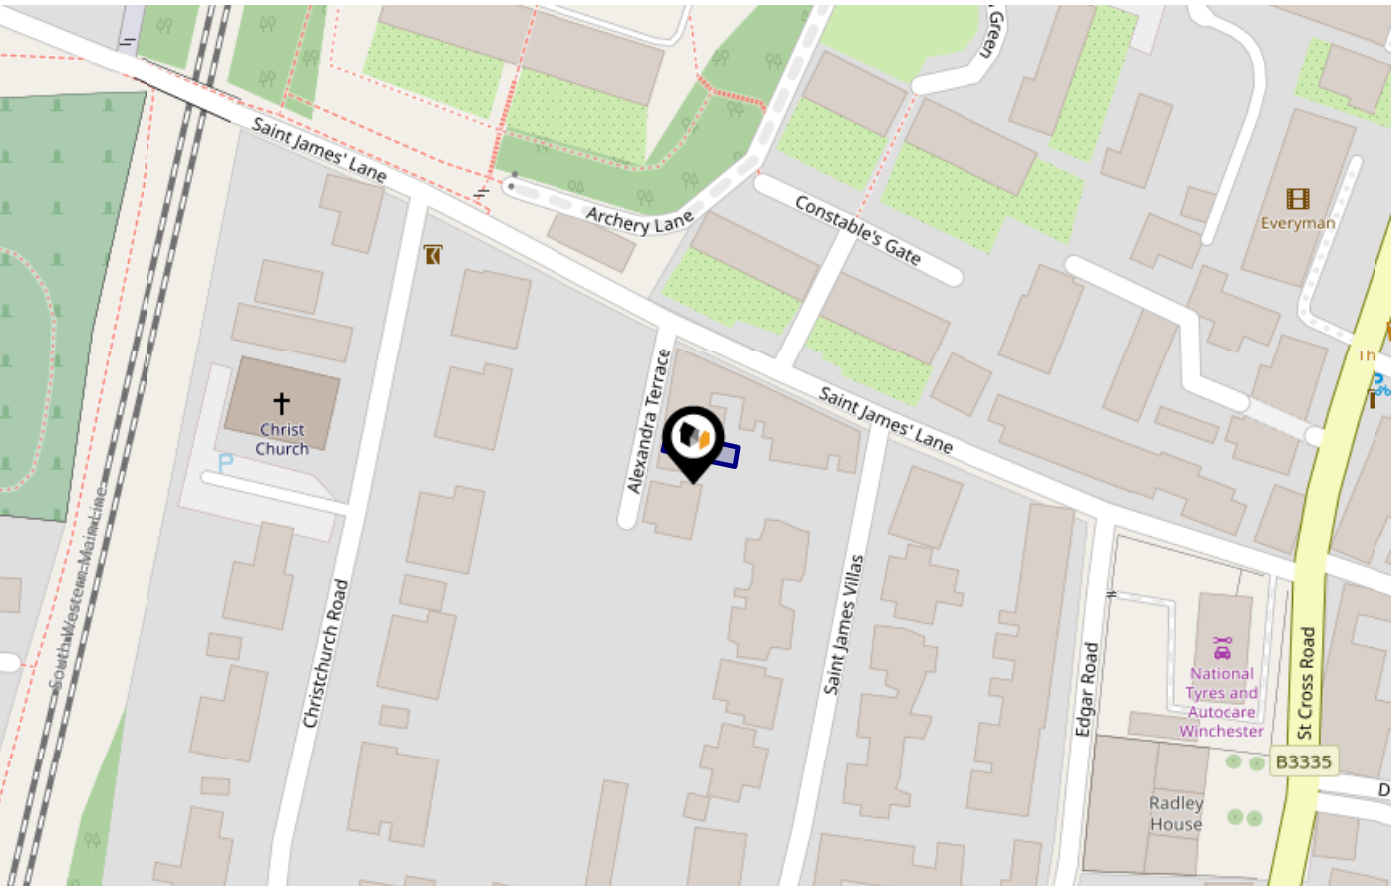 Green
Saint James' Lane
Archery Lane
Constable's Gate
Everyman
Th
P
Alexandra Terrace
Saint James' Lane
Christ
Church
P
South Western Main Line
Christchurch Road
Saint James Villas
Edgar Road
St Cross Road
National
Tyres and
Autocare
Winchester
B3335
D
Radley
House